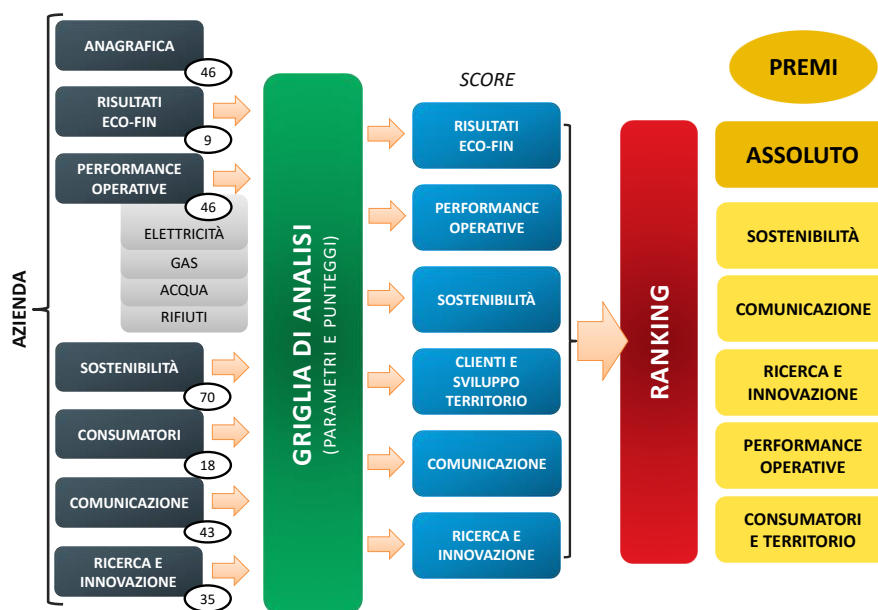 AZIENDA
ANAGRAFICA
46
RISULTATI
ECO-FIN
9
PERFORMANCE
OPERATIVE
46
ELETTRICITÀ
GAS
ACQUA
RIFIUTI
SOSTENIBILITÀ
70
CONSUMATORI
18
COMUNICAZIONE
43
RICERCA E
INNOVAZIONE
35
GRIGLIA DI ANALISI
(PARAMETRI E PUNTEGGI)
SCORE
RISULTATI
ECO-FIN
PERFORMANCE
OPERATIVE
SOSTENIBILITÀ
CLIENTI E
SVILUPPO
TERRITORIO
COMUNICAZIONE
RICERCA E
INNOVAZIONE
RANKING
PREMI
ASSOLUTO
SOSTENIBILITÀ
COMUNICAZIONE
RICERCA E
INNOVAZIONE
PERFORMANCE
OPERATIVE
CONSUMATORI
E TERRITORIO